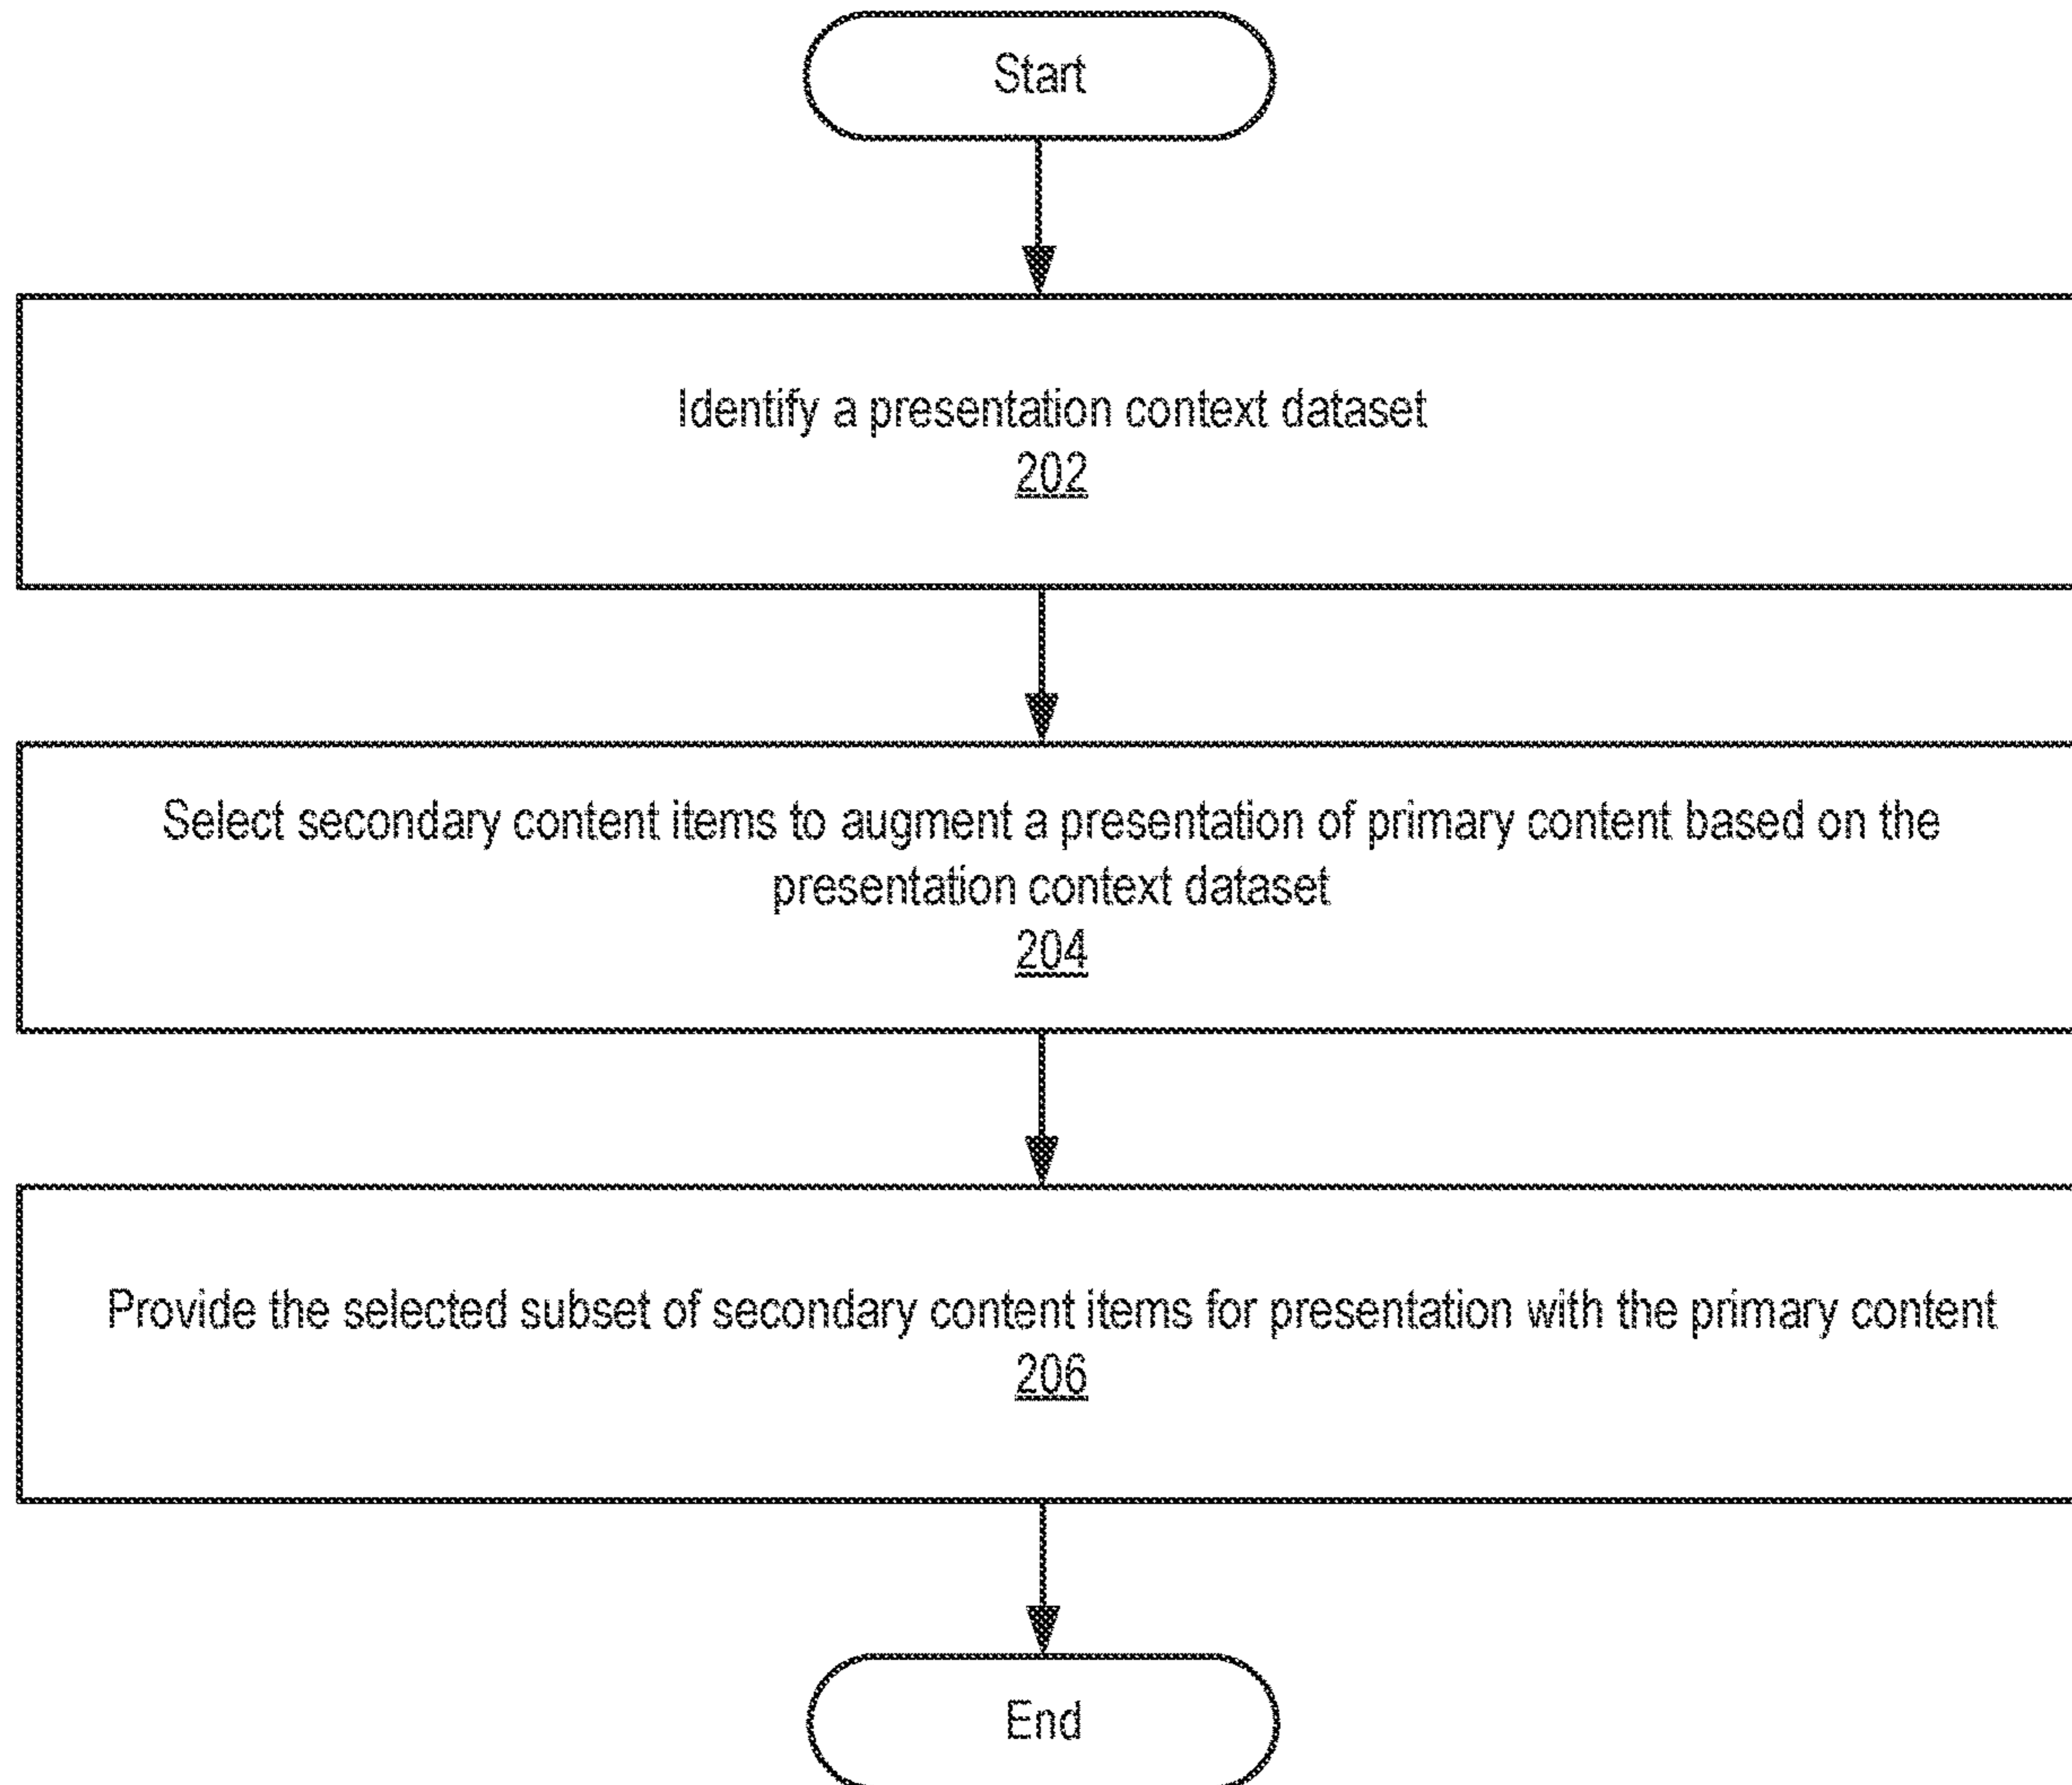 Start
Identify a presentation context dataset
202
Select secondary content items to augment a presentation of primary content based on the
presentation context dataset
204
Provide the selected subset of secondary content items for presentation with the primary content
206
End